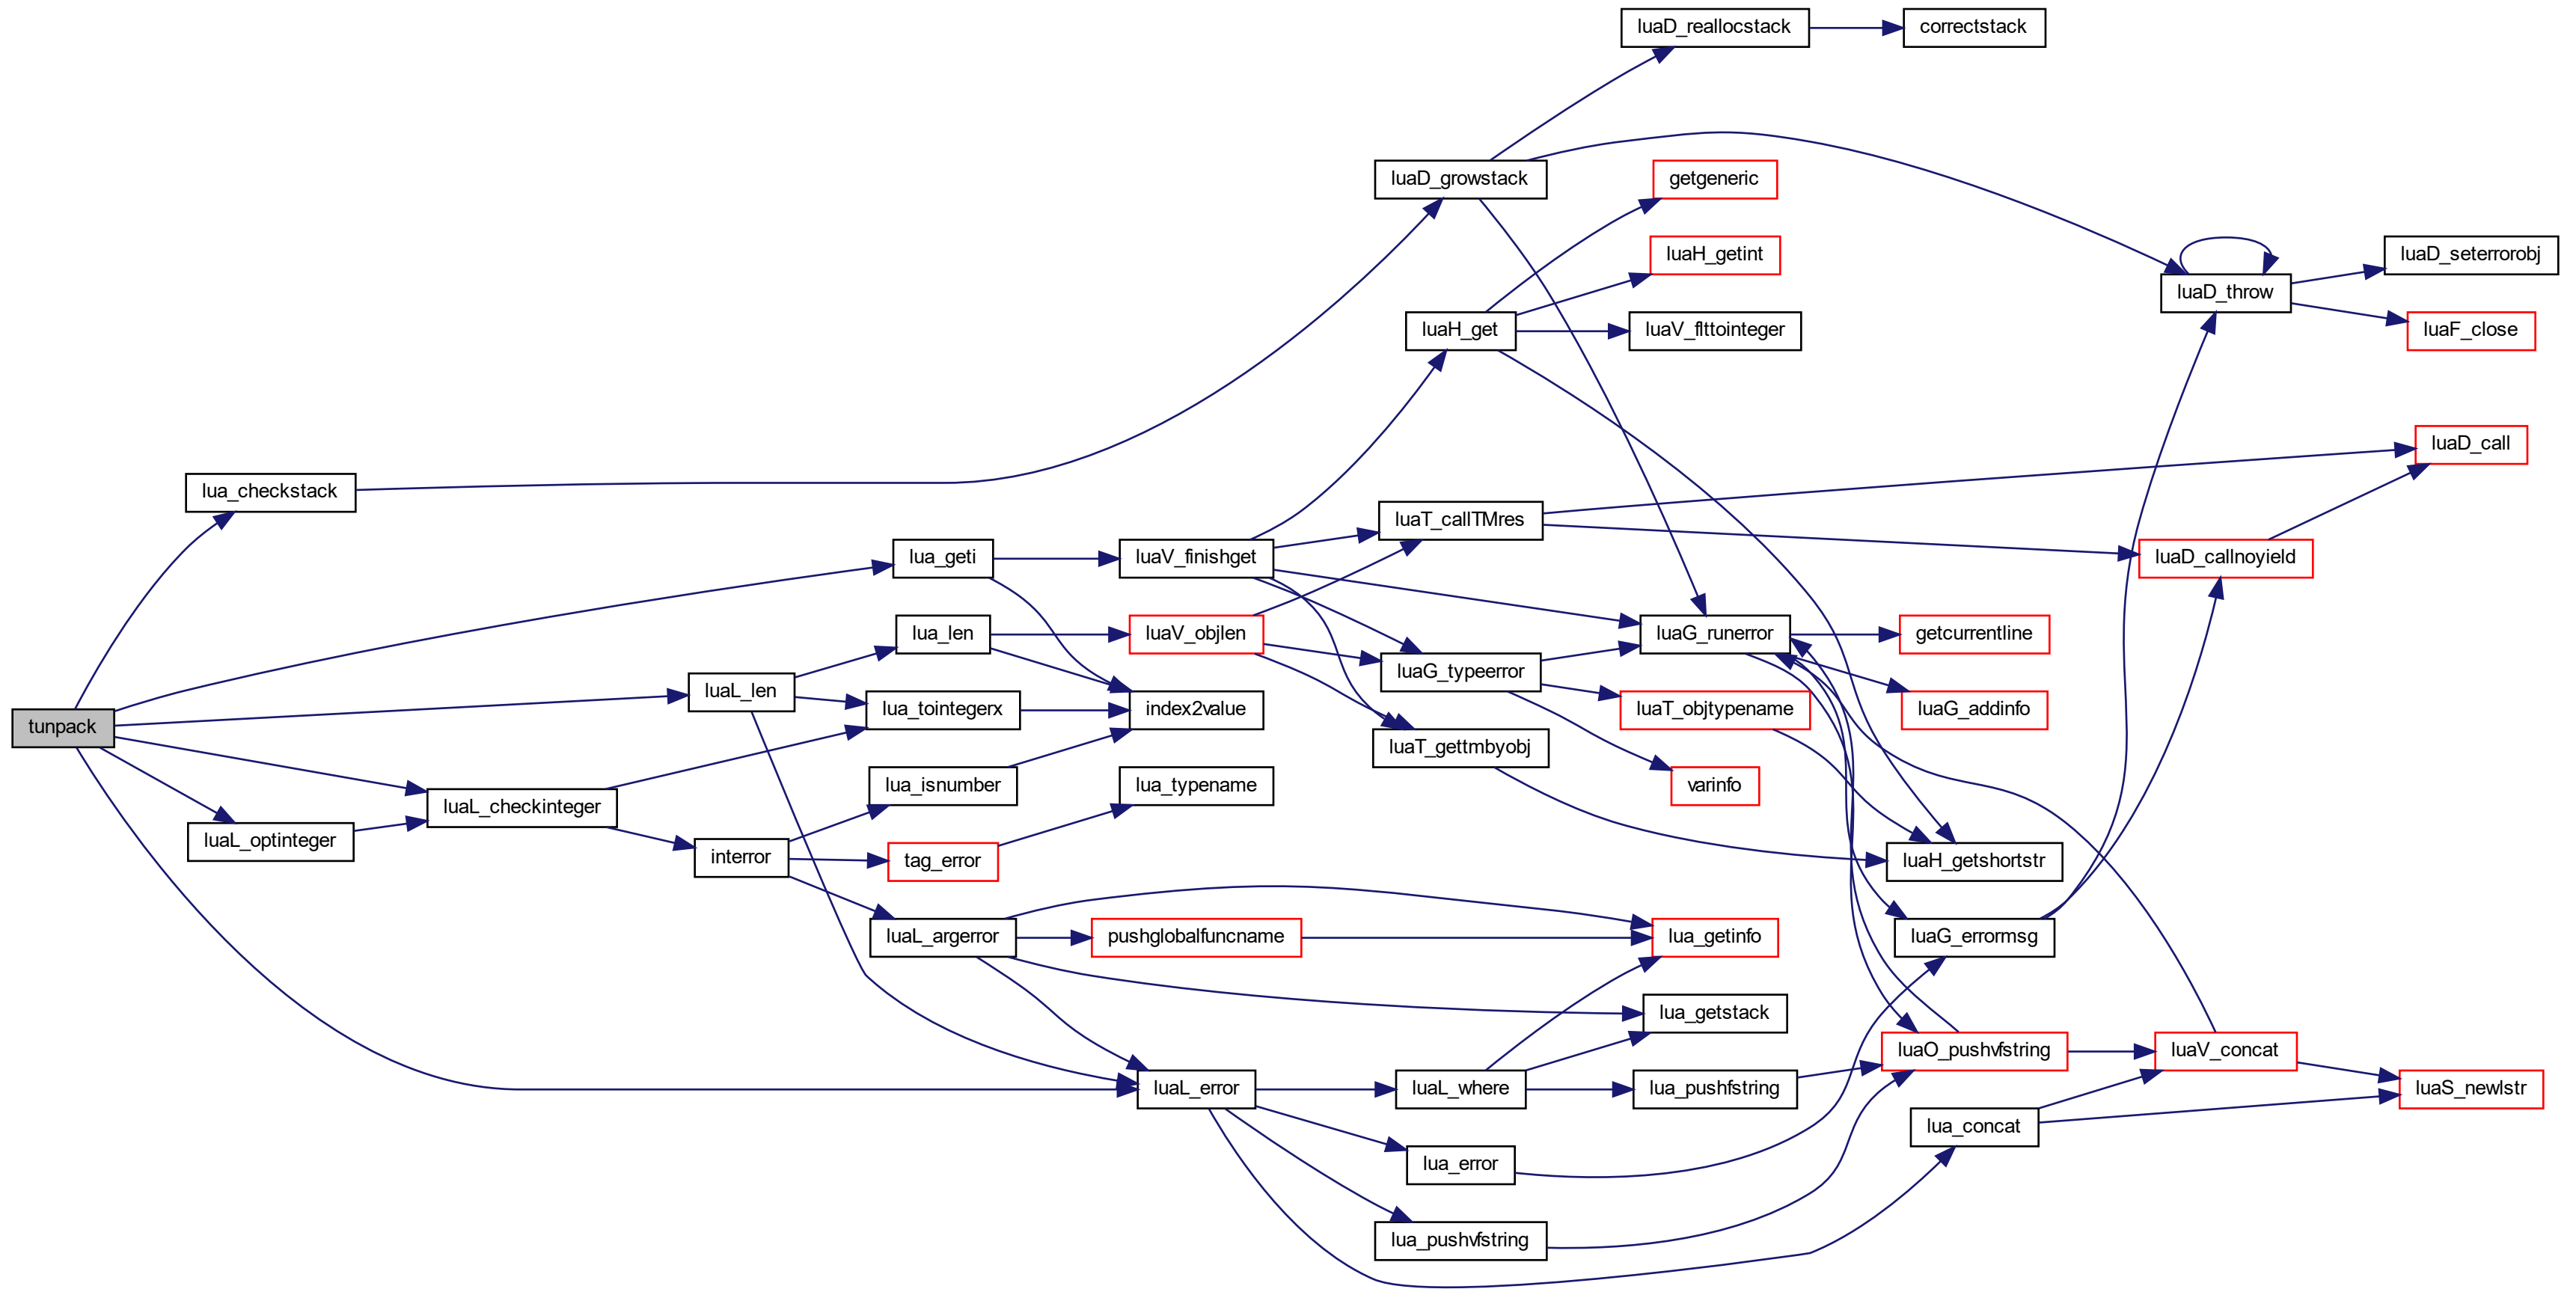 luaD_reallocstack
correctstack
luaD_growstack
getgeneric
luaH_getint
luaD_seterrorobj
luaD_throw
luaH_get
luaV_flttointeger
luaF_close
luaD_call
lua_checkstack
luaT_callTMres
lua_geti
luaV_finishget
luaD_callnoyield
lua_len
luaV_objlen
luaG_runerror
getcurrentline
luaG_typeerror
luaL_len
lua_tointegerx
index2value
luaT_objtypename
luaG_addinfo
tunpack
luaT_gettmbyobj
lua_isnumber
lua_typename
varinfo
luaL_checkinteger
luaL_optinteger
interror
tag_error
luaH_getshortstr
luaL_argerror
pushglobalfuncname
lua_getinfo
luaG_errormsg
lua_getstack
luaO_pushvfstring
luaV_concat
luaL_error
luaL_where
lua_pushfstring
luaS_newlstr
lua_concat
lua_error
lua_pushvfstring